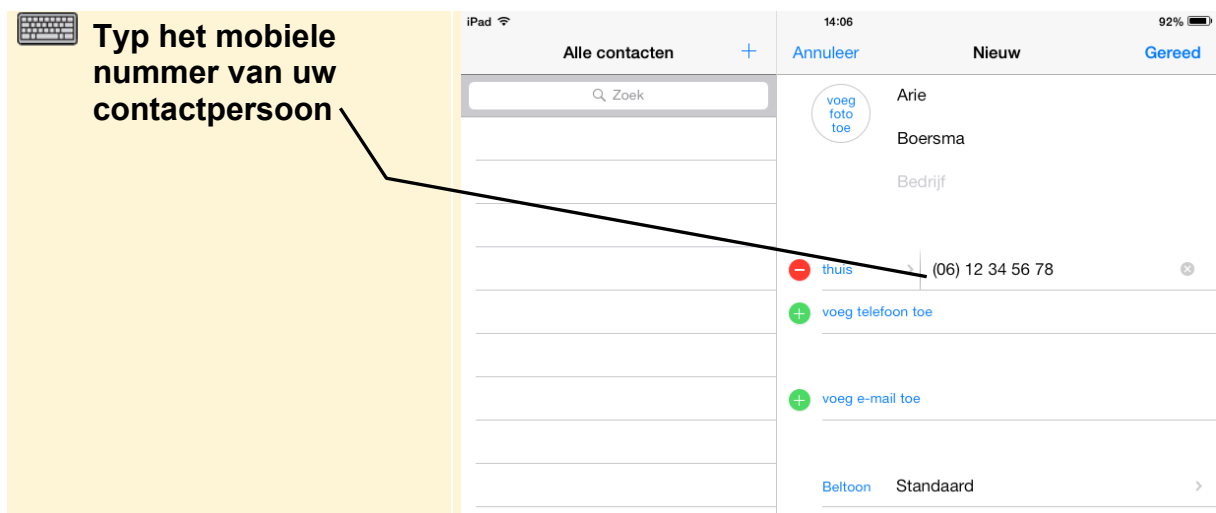 Typ het mobiele
nummer van uw
contactpersoon
iPad
14:06
92%
Alle contacten
+
Annuleer
Nieuw
Gereed
Zoek
voeg
foto
toe
Arie
Boersma
Bedrijf
thuis
(06) 12 34 56 78
voeg telefoon toe
voeg e-mail toe
Beltoon
Standaard